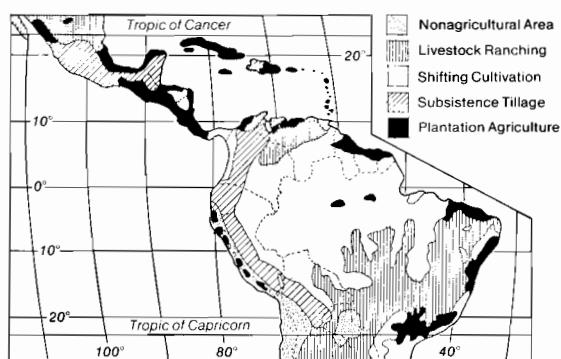 Tropic of Cancer
Nonagricultural Area
20°
Livestock Ranching
Shifting Cultivation
Subsistence Tillage
10°
Plantation Agriculture
0°
10°
20°
Tropic of Capricorn
100°
80°
40°